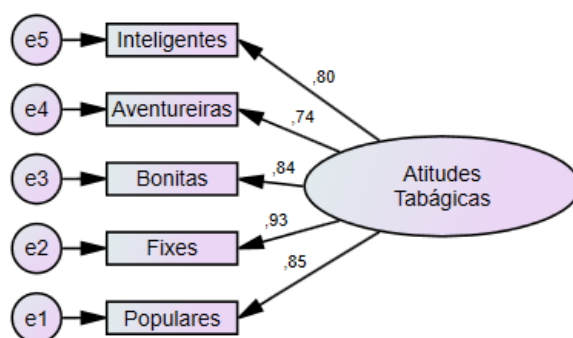 e5
Inteligentes
,80
e4
Aventureiras
,74
e3
Bonitas
,84
Atitudes
Tabágicas
e2
Fixes
,93
e1
Populares
,85